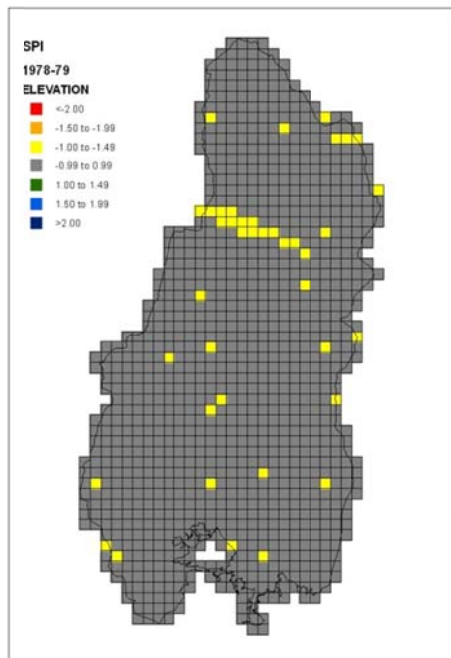 SPI
1978-79
ELEVATION
<-2.00
-1.50 to -1.99
-1.00 to -1.49
-0.99 to 0.99
1.00 to 1.49
1.50 to 1.99
>2.00